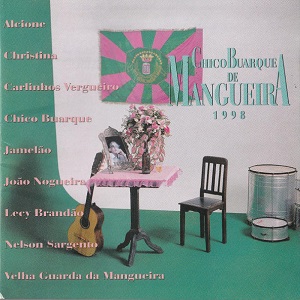 Alcione
Christina
Carlinhos Vergueiro
Chico Buarque
Jamelão
João Nogueira
Lecy Brandão
Nelson Sargento
Velha Guarda da Mangueira
CHICO BUARQUE
DE
MANGUEIRA
1998